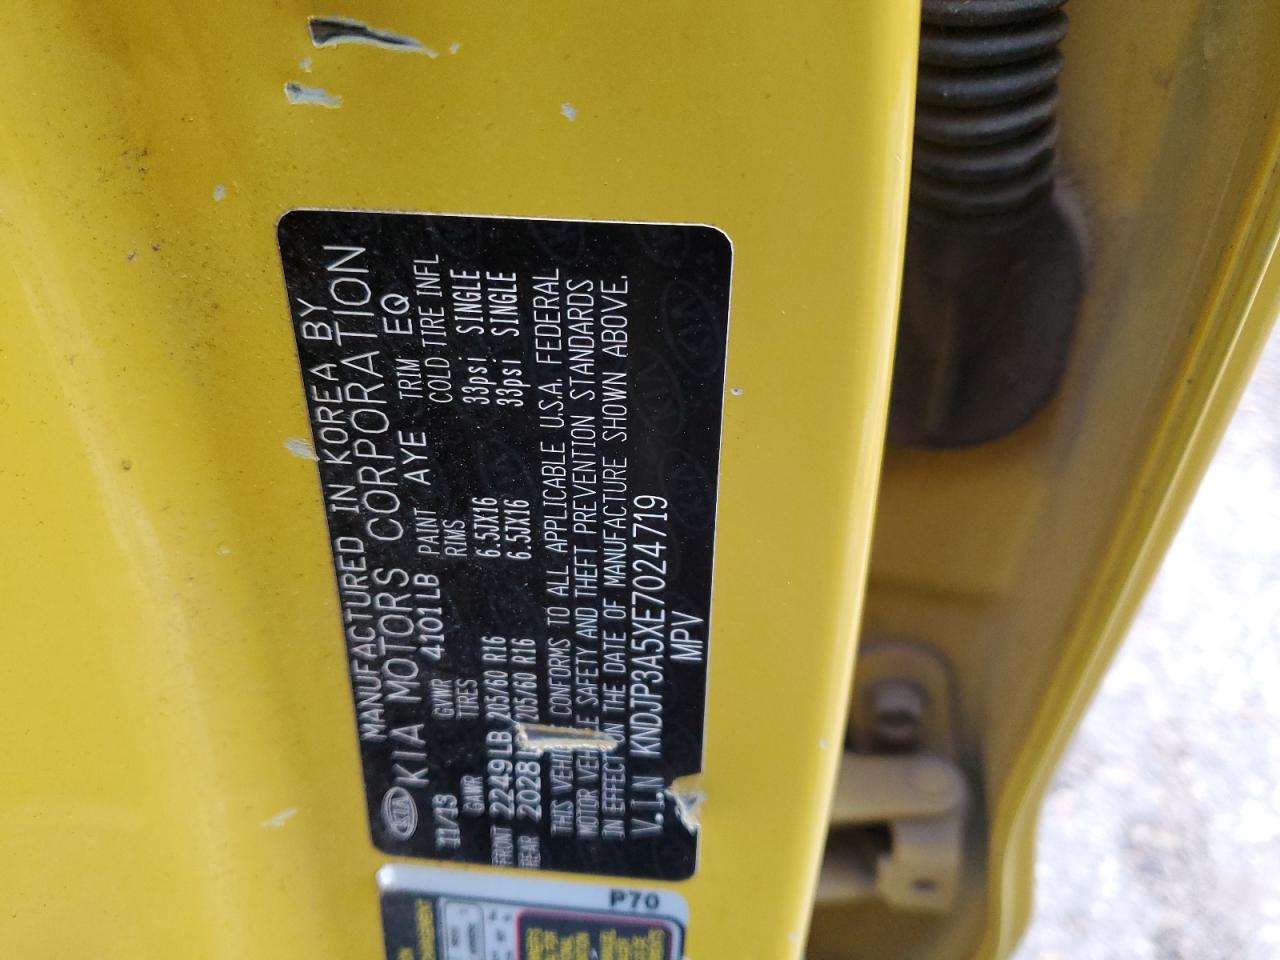 MANUFACTURED IN KOREA BY
KIA KIA MOTORS CORPORATION
11/13 GVWR 4101LB PAINT AYE TRIM EQ
GAWR TIRES RIMS COLD TIRE INFL
FRONT 2249LB 205/60 R16 6.5JX16 33psi SINGLE
REAR 2028 205/60 R16 6.5JX16 33psi SINGLE
THIS CONFORMS TO ALL APPLICABLE U.S.A. FEDERAL
MOTOR SAFETY AND THEFT PREVENTION STANDARDS
IN EFFECT ON THE DATE OF MANUFACTURE SHOWN ABOVE.
V.I.N KNDJP3A5XE7024719
MPV
P70